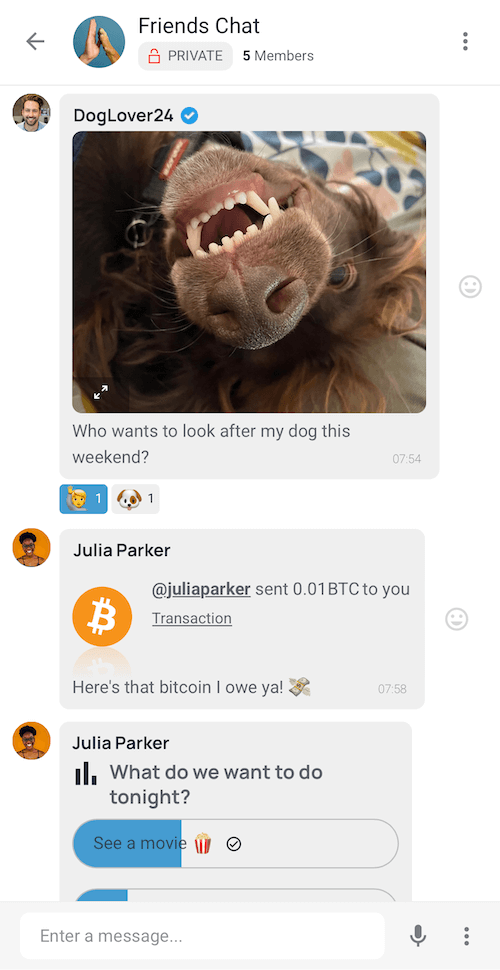 Friends Chat
PRIVATE 5 Members
DogLover24
Who wants to look after my dog this
weekend?
07:54
1 1
Julia Parker
@juliaparker sent 0.01BTC to you
Transaction
Here's that bitcoin I owe ya! 💸
07:58
Julia Parker
What do we want to do
tonight?
See a movie 🍿
Enter a message...